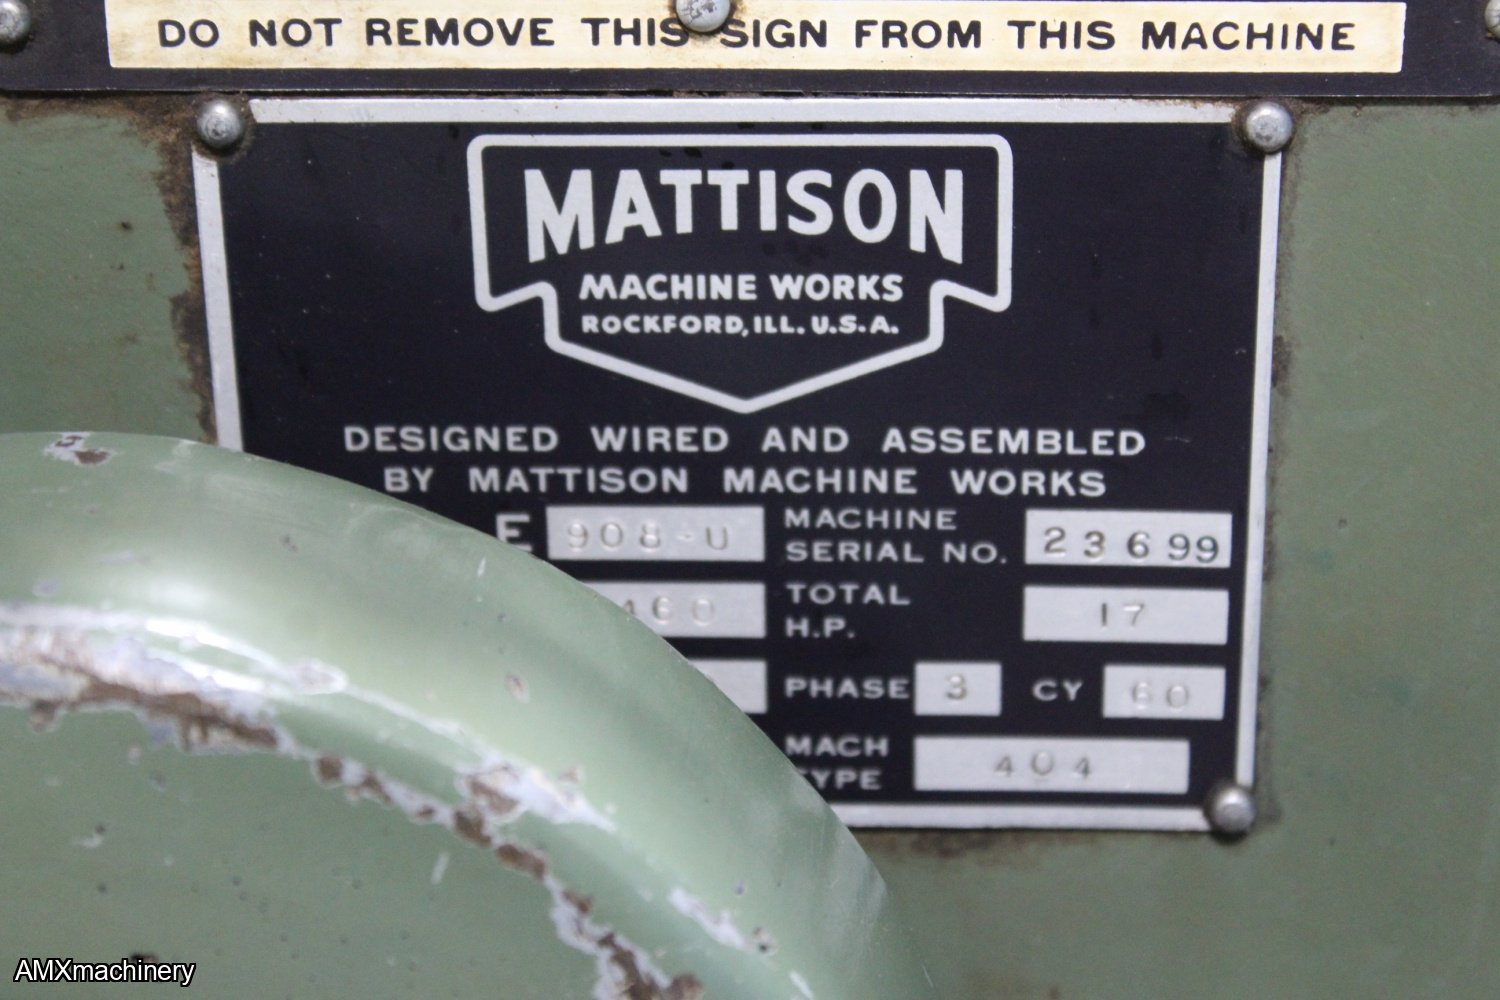 DO NOT REMOVE THIS SIGN FROM THIS MACHINE
MATTISON
MACHINE WORKS
ROCKFORD, ILL. U.S.A.
DESIGNED WIRED AND ASSEMBLED
BY MATTISON MACHINE WORKS
E 908-U MACHINE SERIAL NO. 23699
460 TOTAL H.P. 17
PHASE 3 CY 60
MACH TYPE 404
AMXmachinery